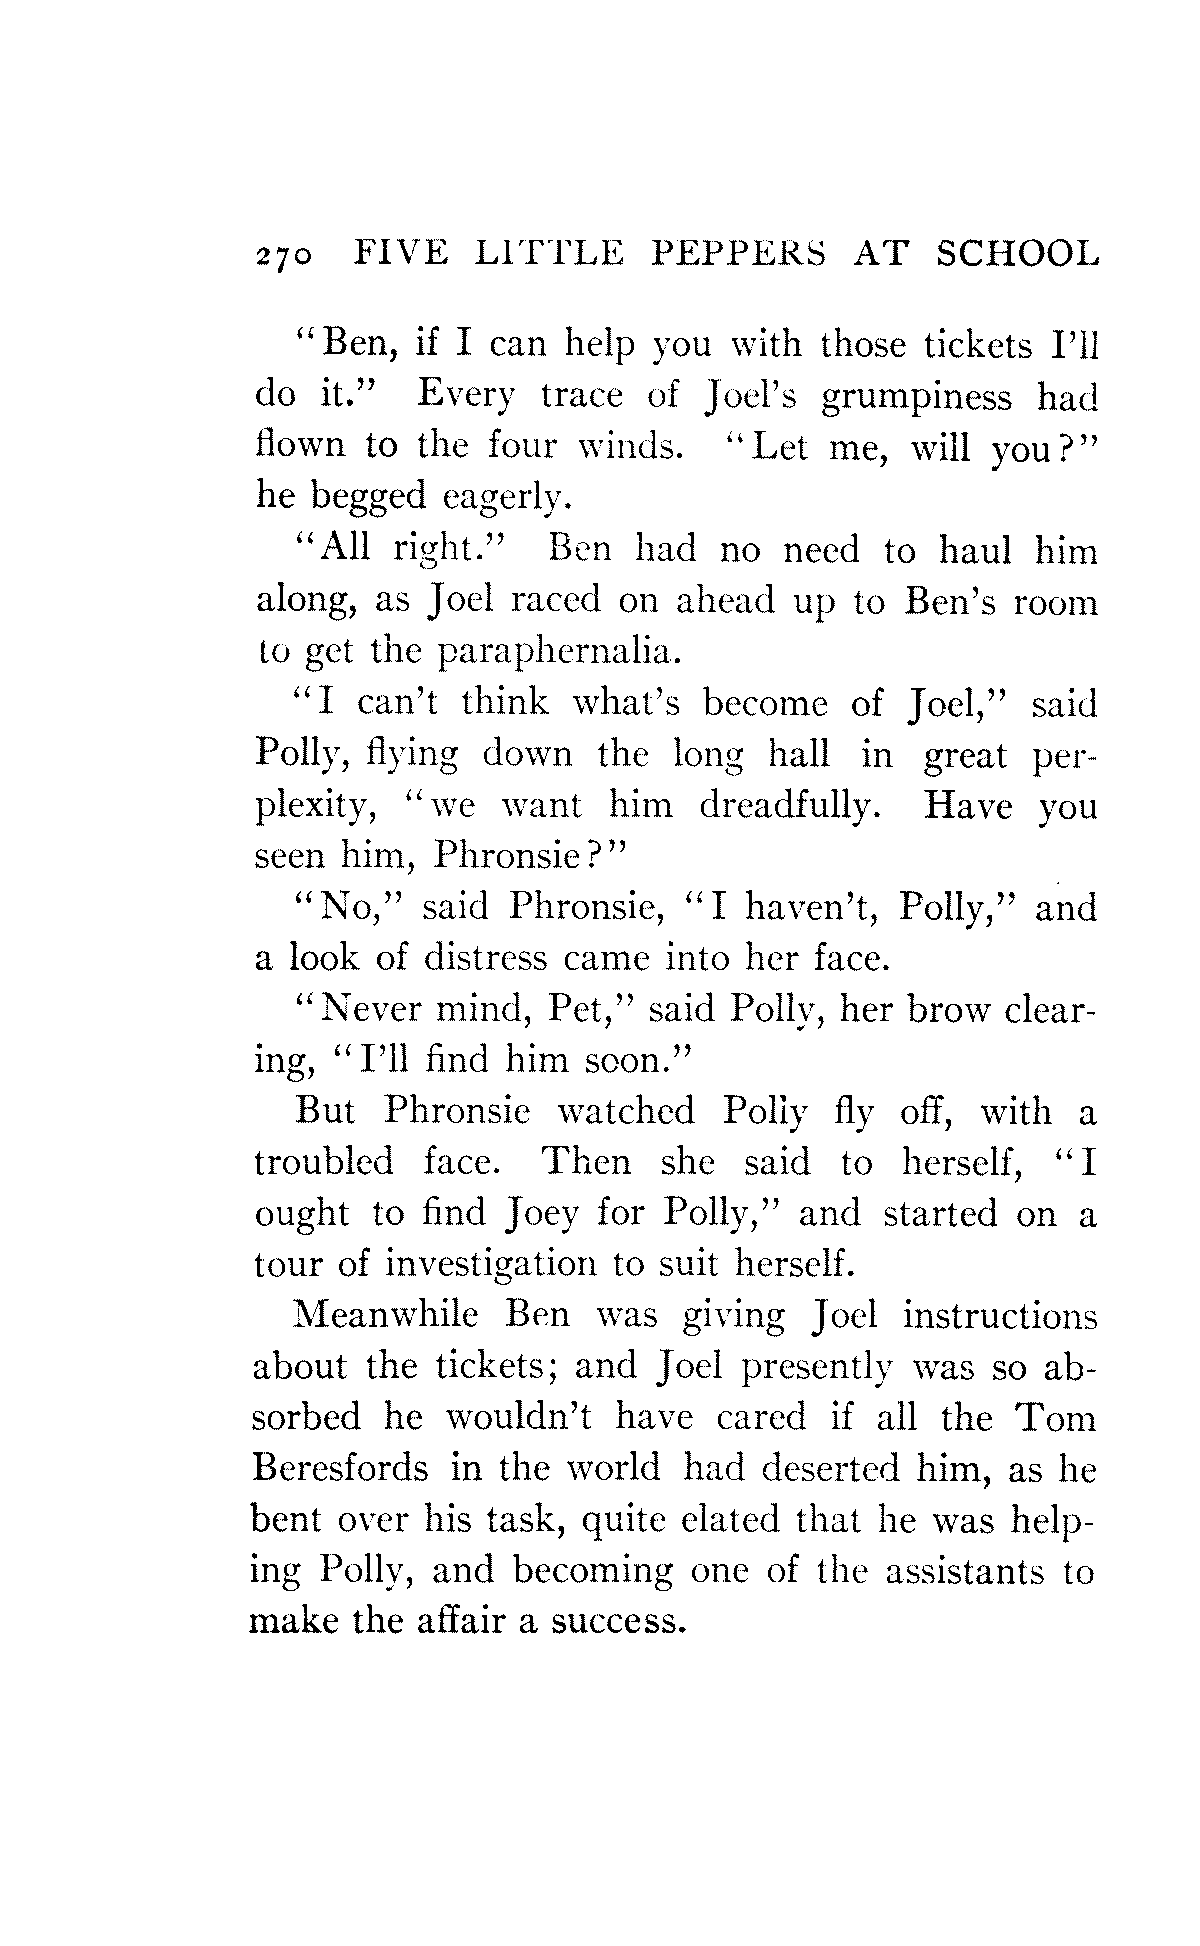 270 FIVE LITTLE PEPPERS AT SCHOOL
"Ben, if I can help you with those tickets I'll
do it." Every trace of Joel's grumpiness had
flown to the four winds. "Let me, will you?"
he begged eagerly.
"All right." Ben had no need to haul him
along, as Joel raced on ahead up to Ben's room
to get the paraphernalia.
"I can't think what's become of Joel," said
Polly, flying down the long hall in great per-
plexity, "we want him dreadfully. Have you
seen him, Phronsie?"
"No," said Phronsie, "I haven't, Polly," and
a look of distress came into her face.
"Never mind, Pet," said Polly, her brow clear-
ing, "I'll find him soon."
But Phronsie watched Polly fly off, with a
troubled face. Then she said to herself, "I
ought to find Joey for Polly," and started on a
tour of investigation to suit herself.
Meanwhile Ben was giving Joel instructions
about the tickets; and Joel presently was so ab-
sorbed he wouldn't have cared if all the Tom
Beresfords in the world had deserted him, as he
bent over his task, quite elated that he was help-
ing Polly, and becoming one of the assistants to
make the affair a success.